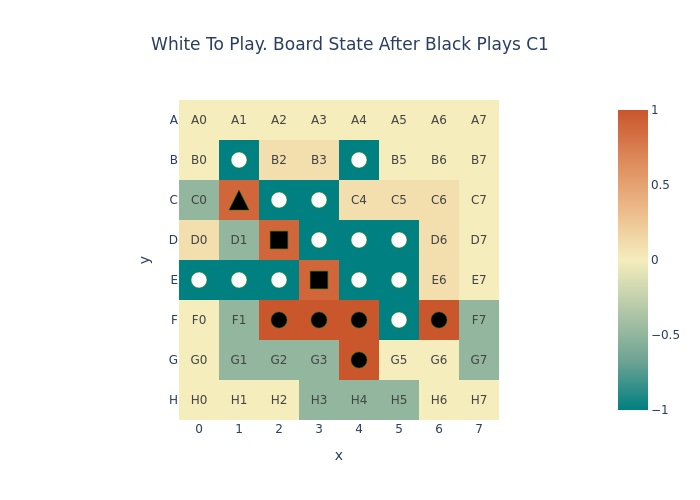 White To Play. Board State After Black Plays C1
A A0 A1 A2 A3 A4 A5 A6 A7
B B0 B2 B3 B5 B6 B7
C C0 C4 C5 C6 C7
D D0 D1 D6 D7
E E6 E7
F F0 F1 F7
G G0 G1 G2 G3 G5 G6 G7
H H0 H1 H2 H3 H4 H5 H6 H7
0 1 2 3 4 5 6 7
x
y
1
0.5
0
−0.5
−1